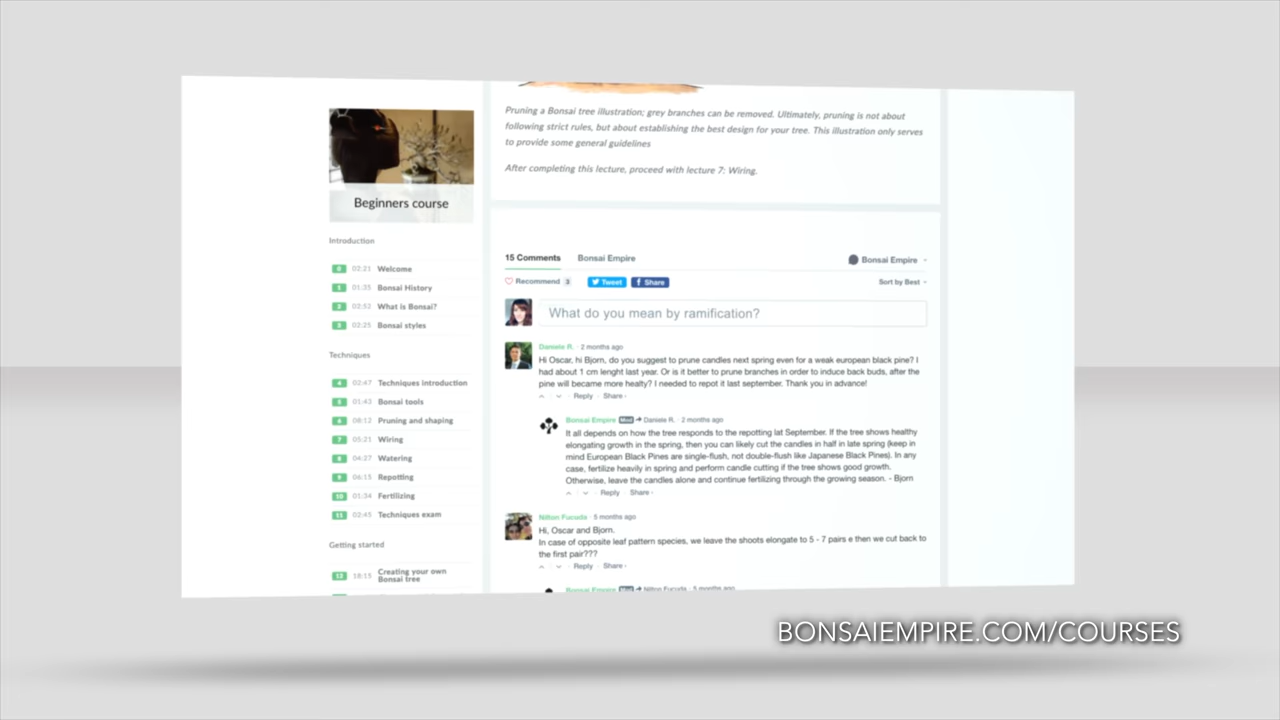 Beginners course
Introduction
0 02:21 Welcome
1 01:35 Bonsai History
2 02:52 What is Bonsai?
3 02:25 Bonsai styles
Techniques
4 02:47 Techniques introduction
5 01:43 Bonsai tools
6 08:12 Pruning and shaping
7 05:21 Wiring
8 04:27 Watering
9 06:15 Repotting
10 01:34 Fertilizing
11 02:45 Techniques exam
Getting started
12 18:15 Creating your own
Bonsai tree
Pruning a Bonsai tree illustration; grey branches can be removed. Ultimately, pruning is not about
following strict rules, but about establishing the best design for your tree. This illustration only serves
to provide some general guidelines
After completing this lecture, proceed with lecture 7: Wiring.
15 Comments Bonsai Empire Bonsai Empire
Recommend 3 Tweet f Share Sort by Best
What do you mean by ramification?
Daniele R. · 2 months ago
Hi Oscar, hi Bjorn, do you suggest to prune candles next spring even for a weak european black pine? I
had about 1 cm lenght last year. Or is it better to prune branches in order to induce back buds, after the
pine will became more healty? I needed to repot it last september. Thank you in advance!
Reply · Share ›
Bonsai Empire Mod Daniele R. · 2 months ago
It all depends on how the tree responds to the repotting lat September. If the tree shows healthy
elongating growth in the spring, then you can likely cut the candles in half in late spring (keep in
mind European Black Pines are single-flush, not double-flush like Japanese Black Pines). In any
case, fertilize heavily in spring and perform candle cutting if the tree shows good growth.
Otherwise, leave the candles alone and continue fertilizing through the growing season. - Bjorn
Reply · Share ›
Nilton Fucuda · 5 months ago
Hi, Oscar and Bjorn.
In case of opposite leaf pattern species, we leave the shoots elongate to 5 - 7 pairs e then we cut back to
the first pair???
Reply · Share ›
Bonsai Empire Mod Nilton Fucuda · 5 months ago
BONSAIEMPIRE.COM/COURSES